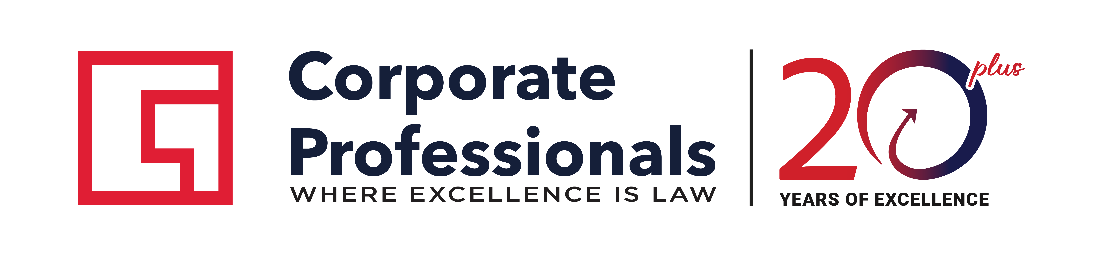 Corporate
Professionals
WHERE EXCELLENCE IS LAW
20 plus
YEARS OF EXCELLENCE